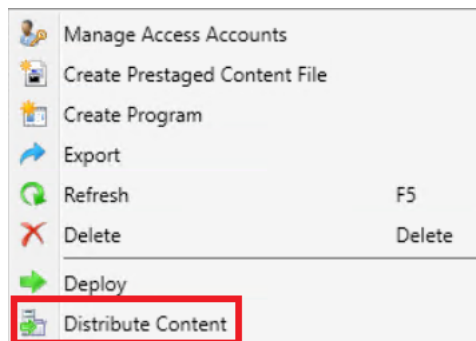 Manage Access Accounts
Create Prestaged Content File
Create Program
Export
Refresh F5
Delete Delete
Deploy
Distribute Content